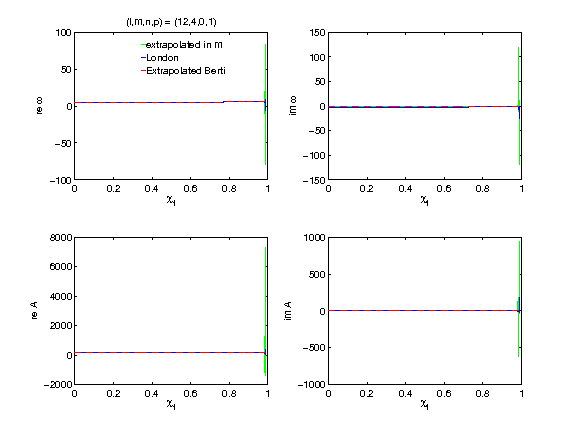 (l,m,n,p) = (12,4,0,1)
extrapolated in M
London
Extrapolated Berti
re ω
100
50
0
−50
−100
0 0.2 0.4 0.6 0.8 1
χf
im ω
150
100
50
0
−50
−100
−150
0 0.2 0.4 0.6 0.8 1
χf
re A
8000
6000
4000
2000
0
−2000
0 0.2 0.4 0.6 0.8 1
χf
im A
1000
500
0
−500
−1000
0 0.2 0.4 0.6 0.8 1
χf